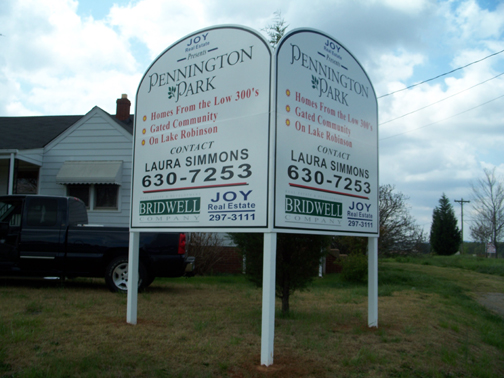 JOY
Real Estate
Presents
PENNINGTON
PARK
Homes From the Low 300's
Gated Community
On Lake Robinson
CONTACT
LAURA SIMMONS
630-7253
BRIDWELL
COMPANY
JOY
Real Estate
297-3111
JOY
Real Estate
Presents
PENNINGTON
PARK
Homes From the Low 300's
Gated Community
On Lake Robinson
CONTACT
LAURA SIMMONS
630-7253
BRIDWELL
COMPANY
JOY
Real Estate
297-3111